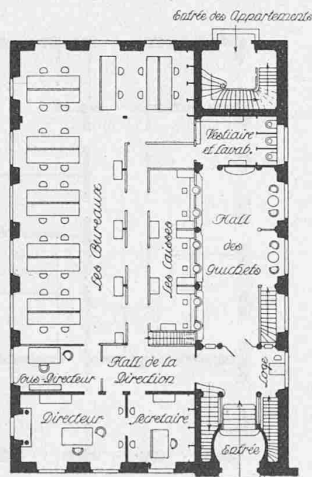 Entrée des Appartements
Vestiaire
et Lavab.
Les Bureaux
Les Caisses
Hall
des
Guichets
Hall de la
Direction
Sous-Directeur
Loge
Directeur
Secretaire
Entrée